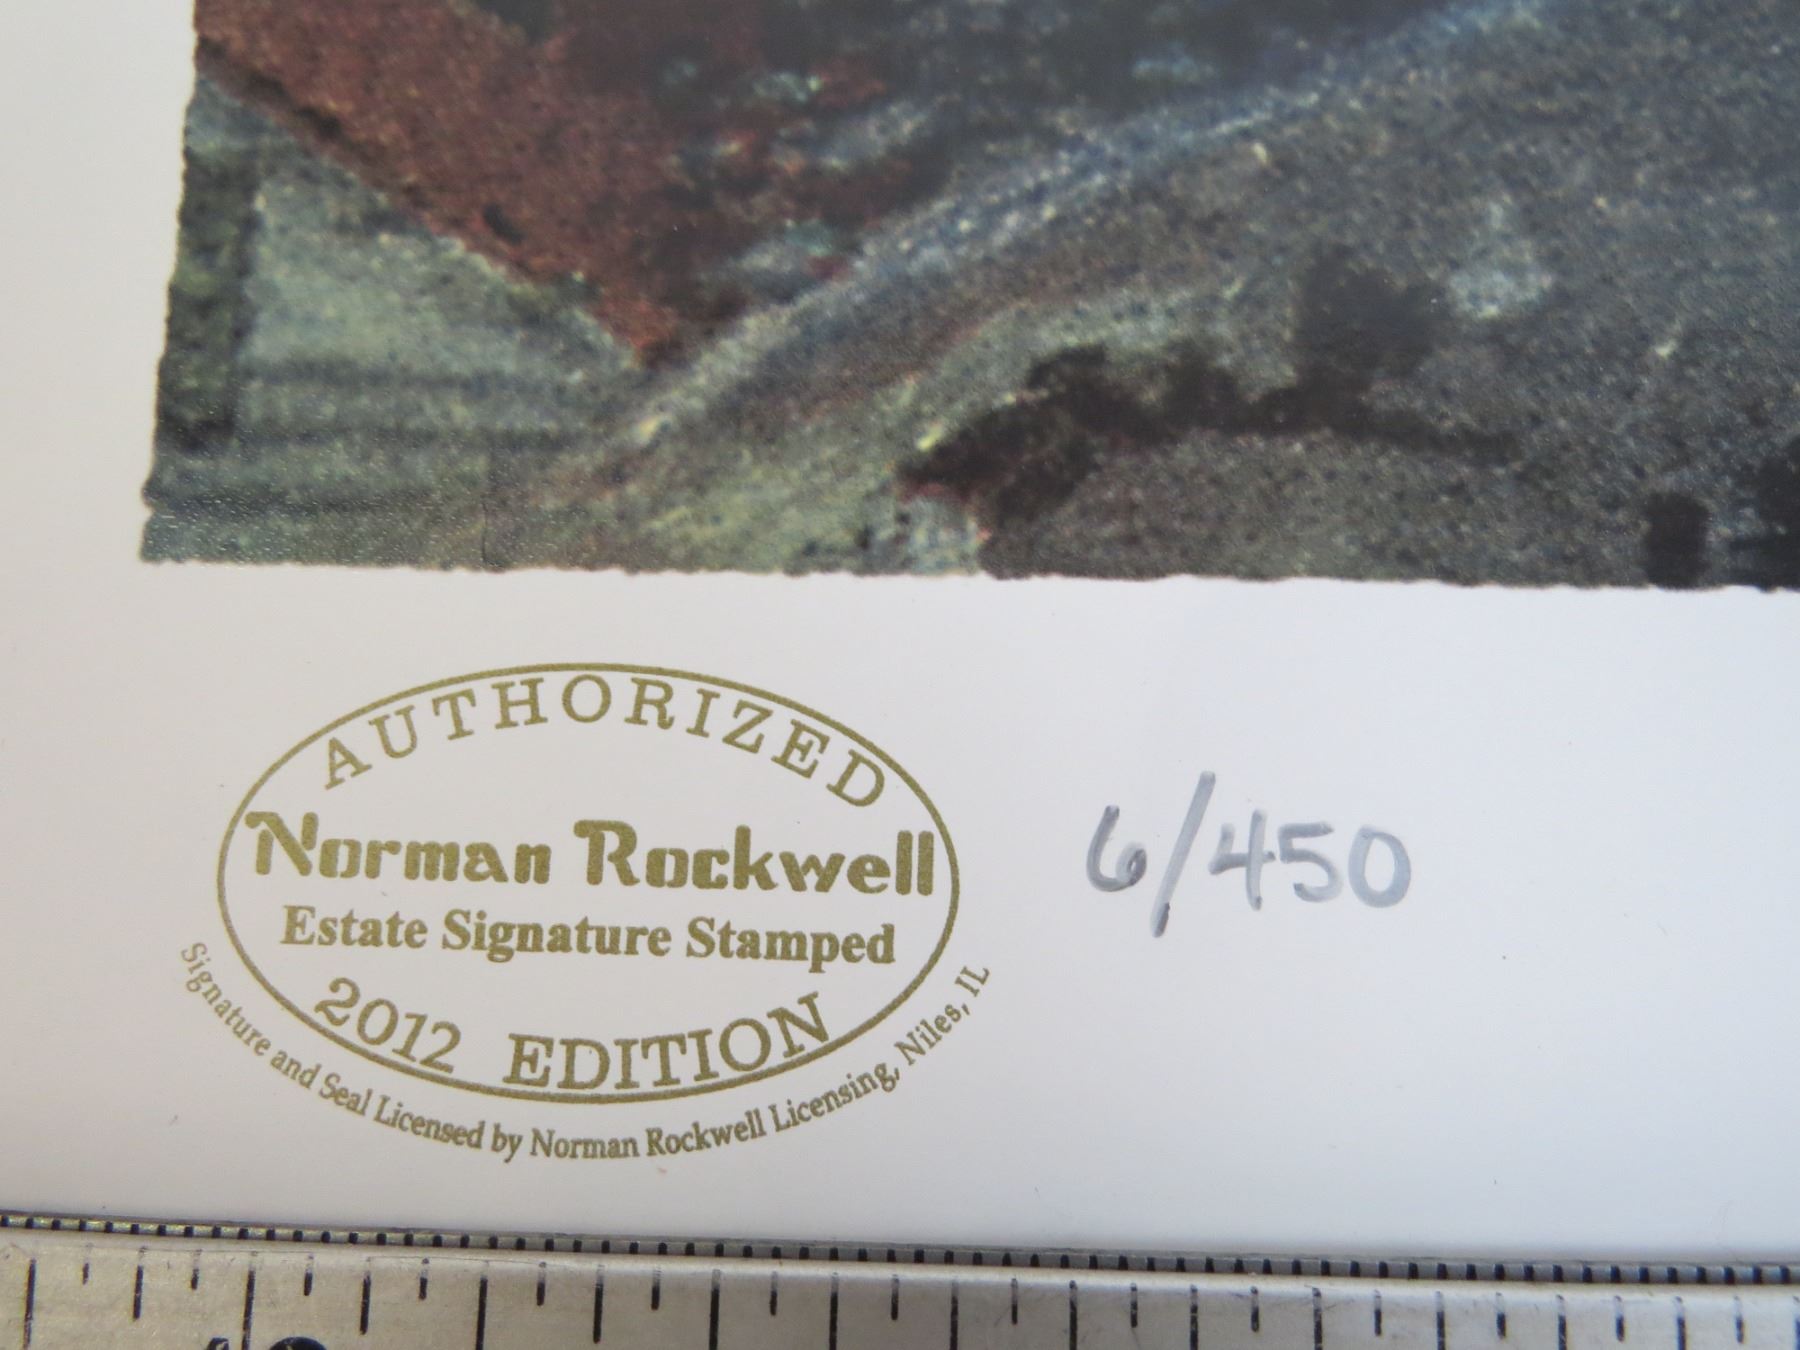 AUTHORIZED
Norman Rockwell
Estate Signature Stamped
2012 EDITION
Signature and Seal Licensed by Norman Rockwell Licensing, Niles, IL
6/450